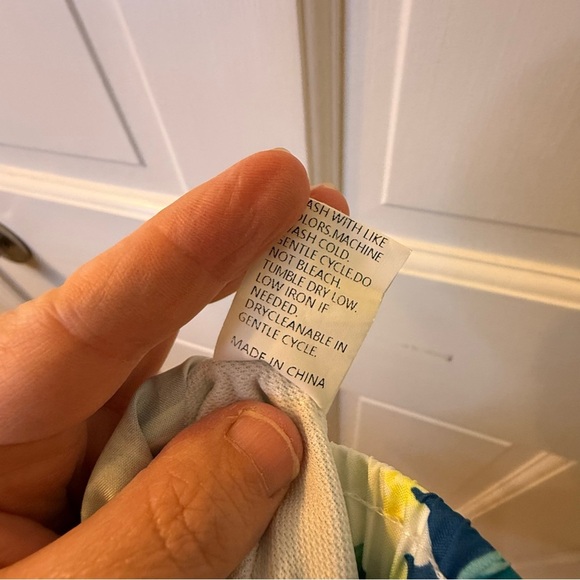 ASH WITH LIKE
OLORS,MACHINE
ASH COLD.
GENTLE CYCLE.DO
NOT BLEACH.
TUMBLE DRY LOW.
LOW IRON IF
NEEDED.
DRYCLEANABLE IN
GENTLE CYCLE.
MADE IN CHINA